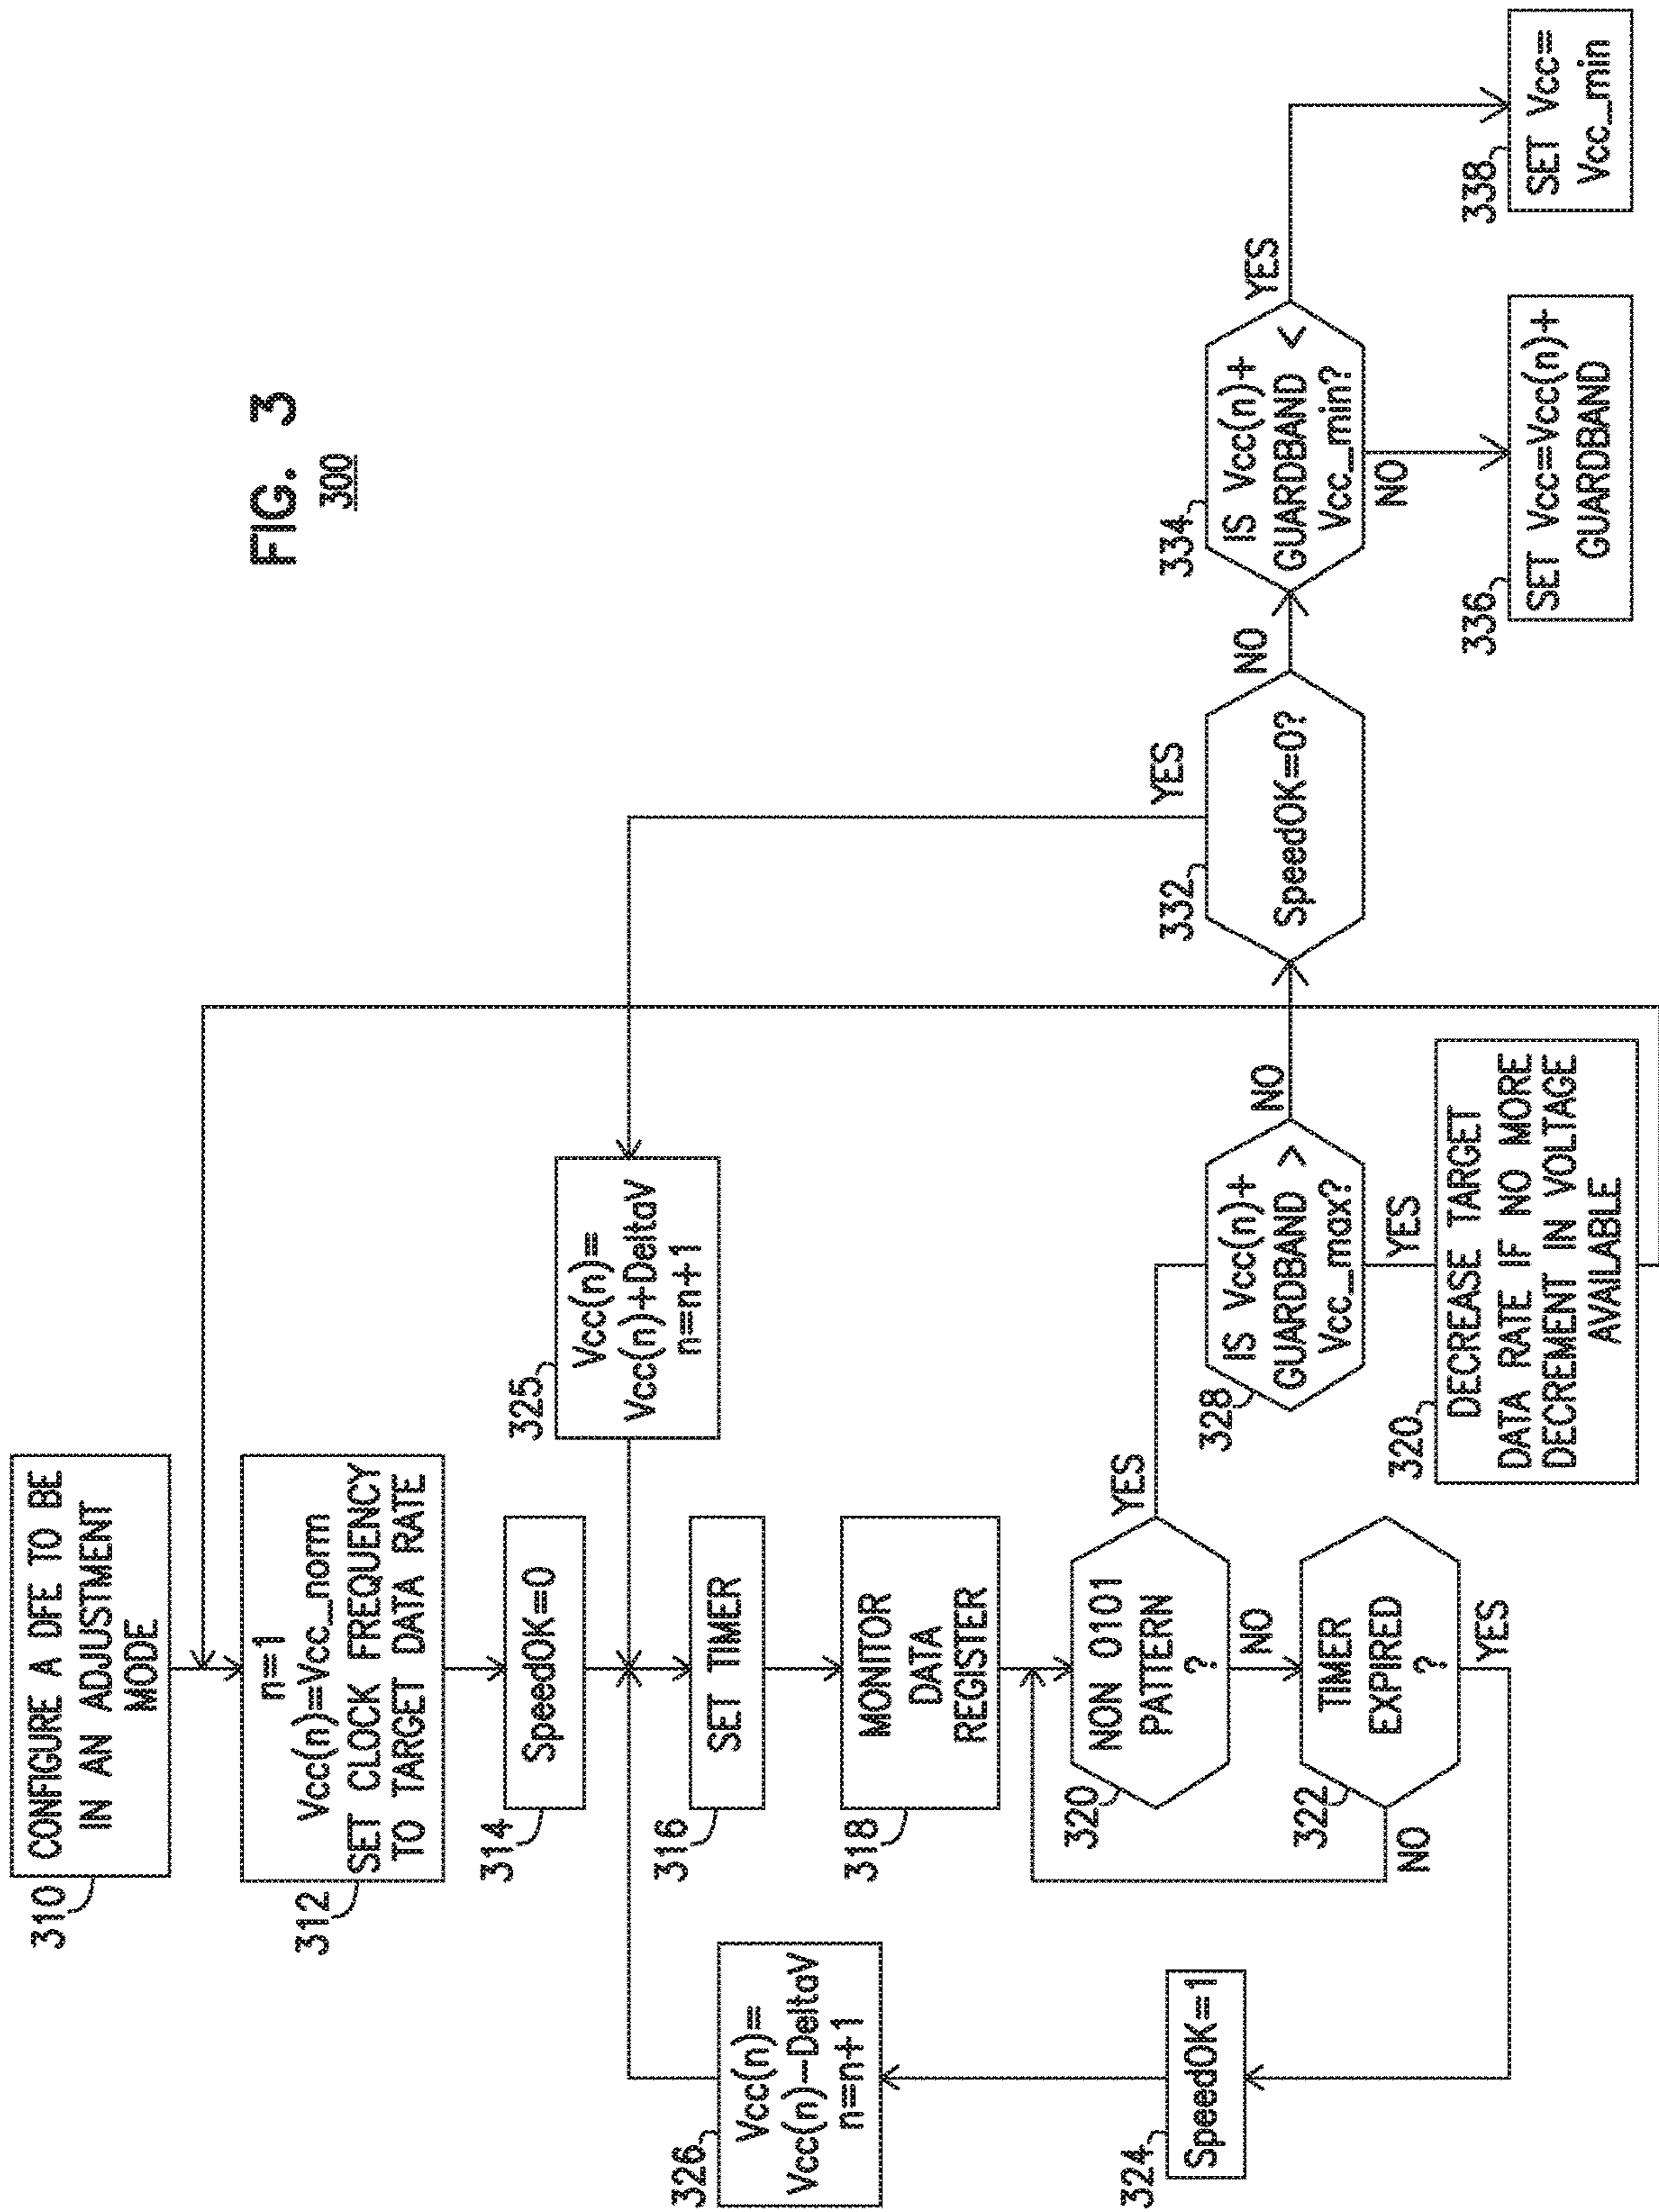 FIG. 3
300
310
CONFIGURE A DFE TO BE
IN AN ADJUSTMENT
MODE
312
n=1
Vcc(n)=Vcc_norm
SET CLOCK FREQUENCY
TO TARGET DATA RATE
314
SpeedOK=0
325
Vcc(n)=
Vcc(n)+DeltaV
n=n+1
326
Vcc(n)=
Vcc(n)-DeltaV
n=n+1
316
SET TIMER
318
MONITOR
DATA
REGISTER
320
NON 0101
PATTERN
?
YES
NO
322
TIMER
EXPIRED
?
NO
YES
324
SpeedOK=1
328
IS Vcc(n)+
GUARDBAND >
Vcc_max?
NO
YES
320
DECREASE TARGET
DATA RATE IF NO MORE
DECREMENT IN VOLTAGE
AVAILABLE
332
SpeedOK=0?
YES
NO
334
IS Vcc(n)+
GUARDBAND <
Vcc_min?
YES
NO
336
SET Vcc=Vcc(n)+
GUARDBAND
338
SET Vcc=
Vcc_min